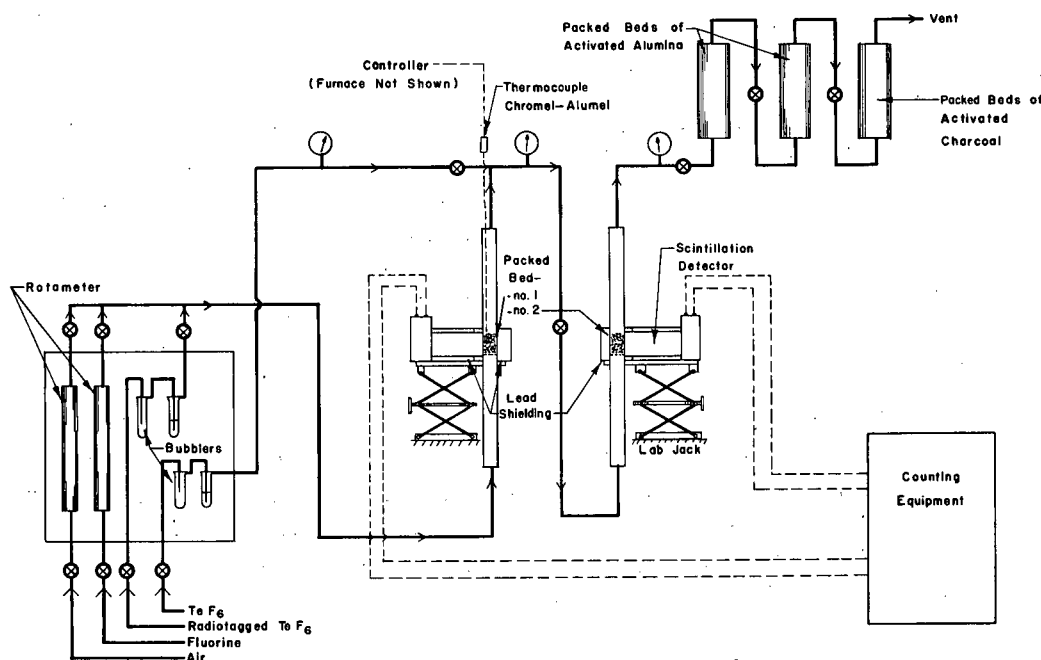 Vent
Packed Beds of
Activated Alumina
Controller
(Furnace Not Shown)
Thermocouple
Chromel-Alumel
Packed Beds of
Activated
Charcoal
Scintillation
Detector
Packed
Bed-
no. 1
no. 2
Rotameter
Lead
Shielding
Bubblers
Lab Jack
Counting
Equipment
Te F6
Radiotagged Te F6
Fluorine
Air